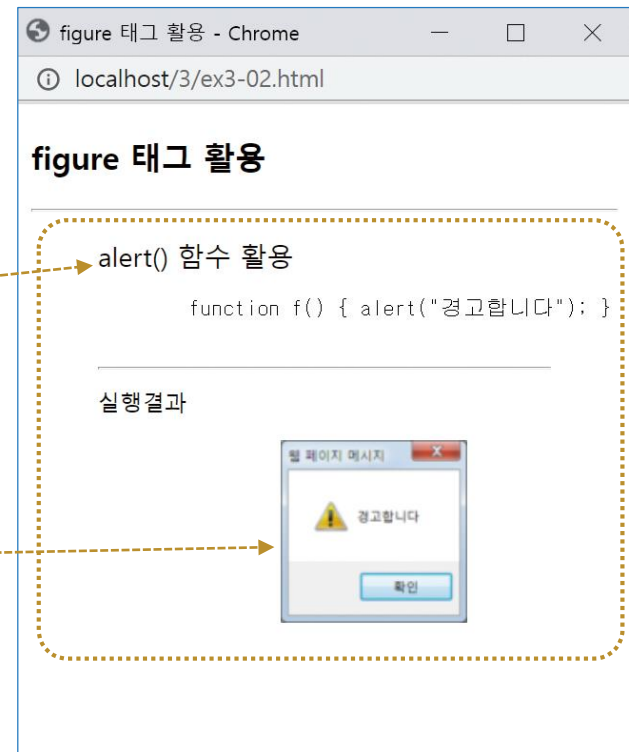 figure 태그 활용 - Chrome
localhost/3/ex3-02.html
figure 태그 활용
alert() 함수 활용
function f() { alert("경고합니다"); }
실행결과
웹 페이지 메시지
경고합니다
확인